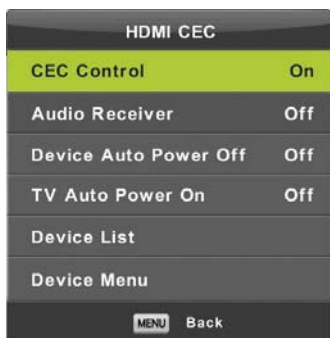 HDMI CEC
CEC Control On
Audio Receiver Off
Device Auto Power Off Off
TV Auto Power On Off
Device List
Device Menu
MENU Back